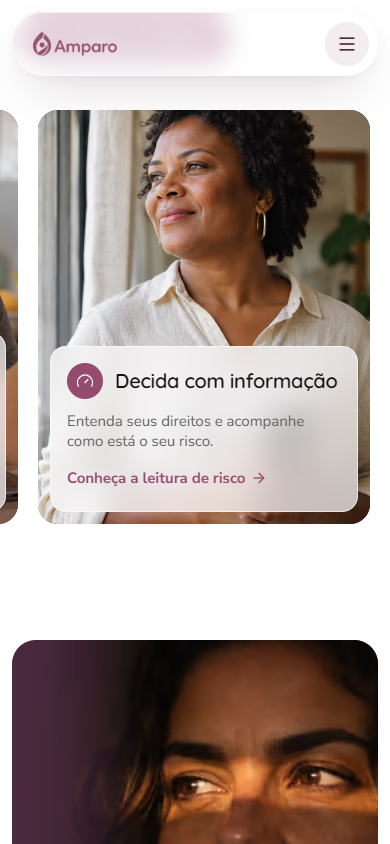 Amparo
Decida com informação
Entenda seus direitos e acompanhe
como está o seu risco.
Conheça a leitura de risco →